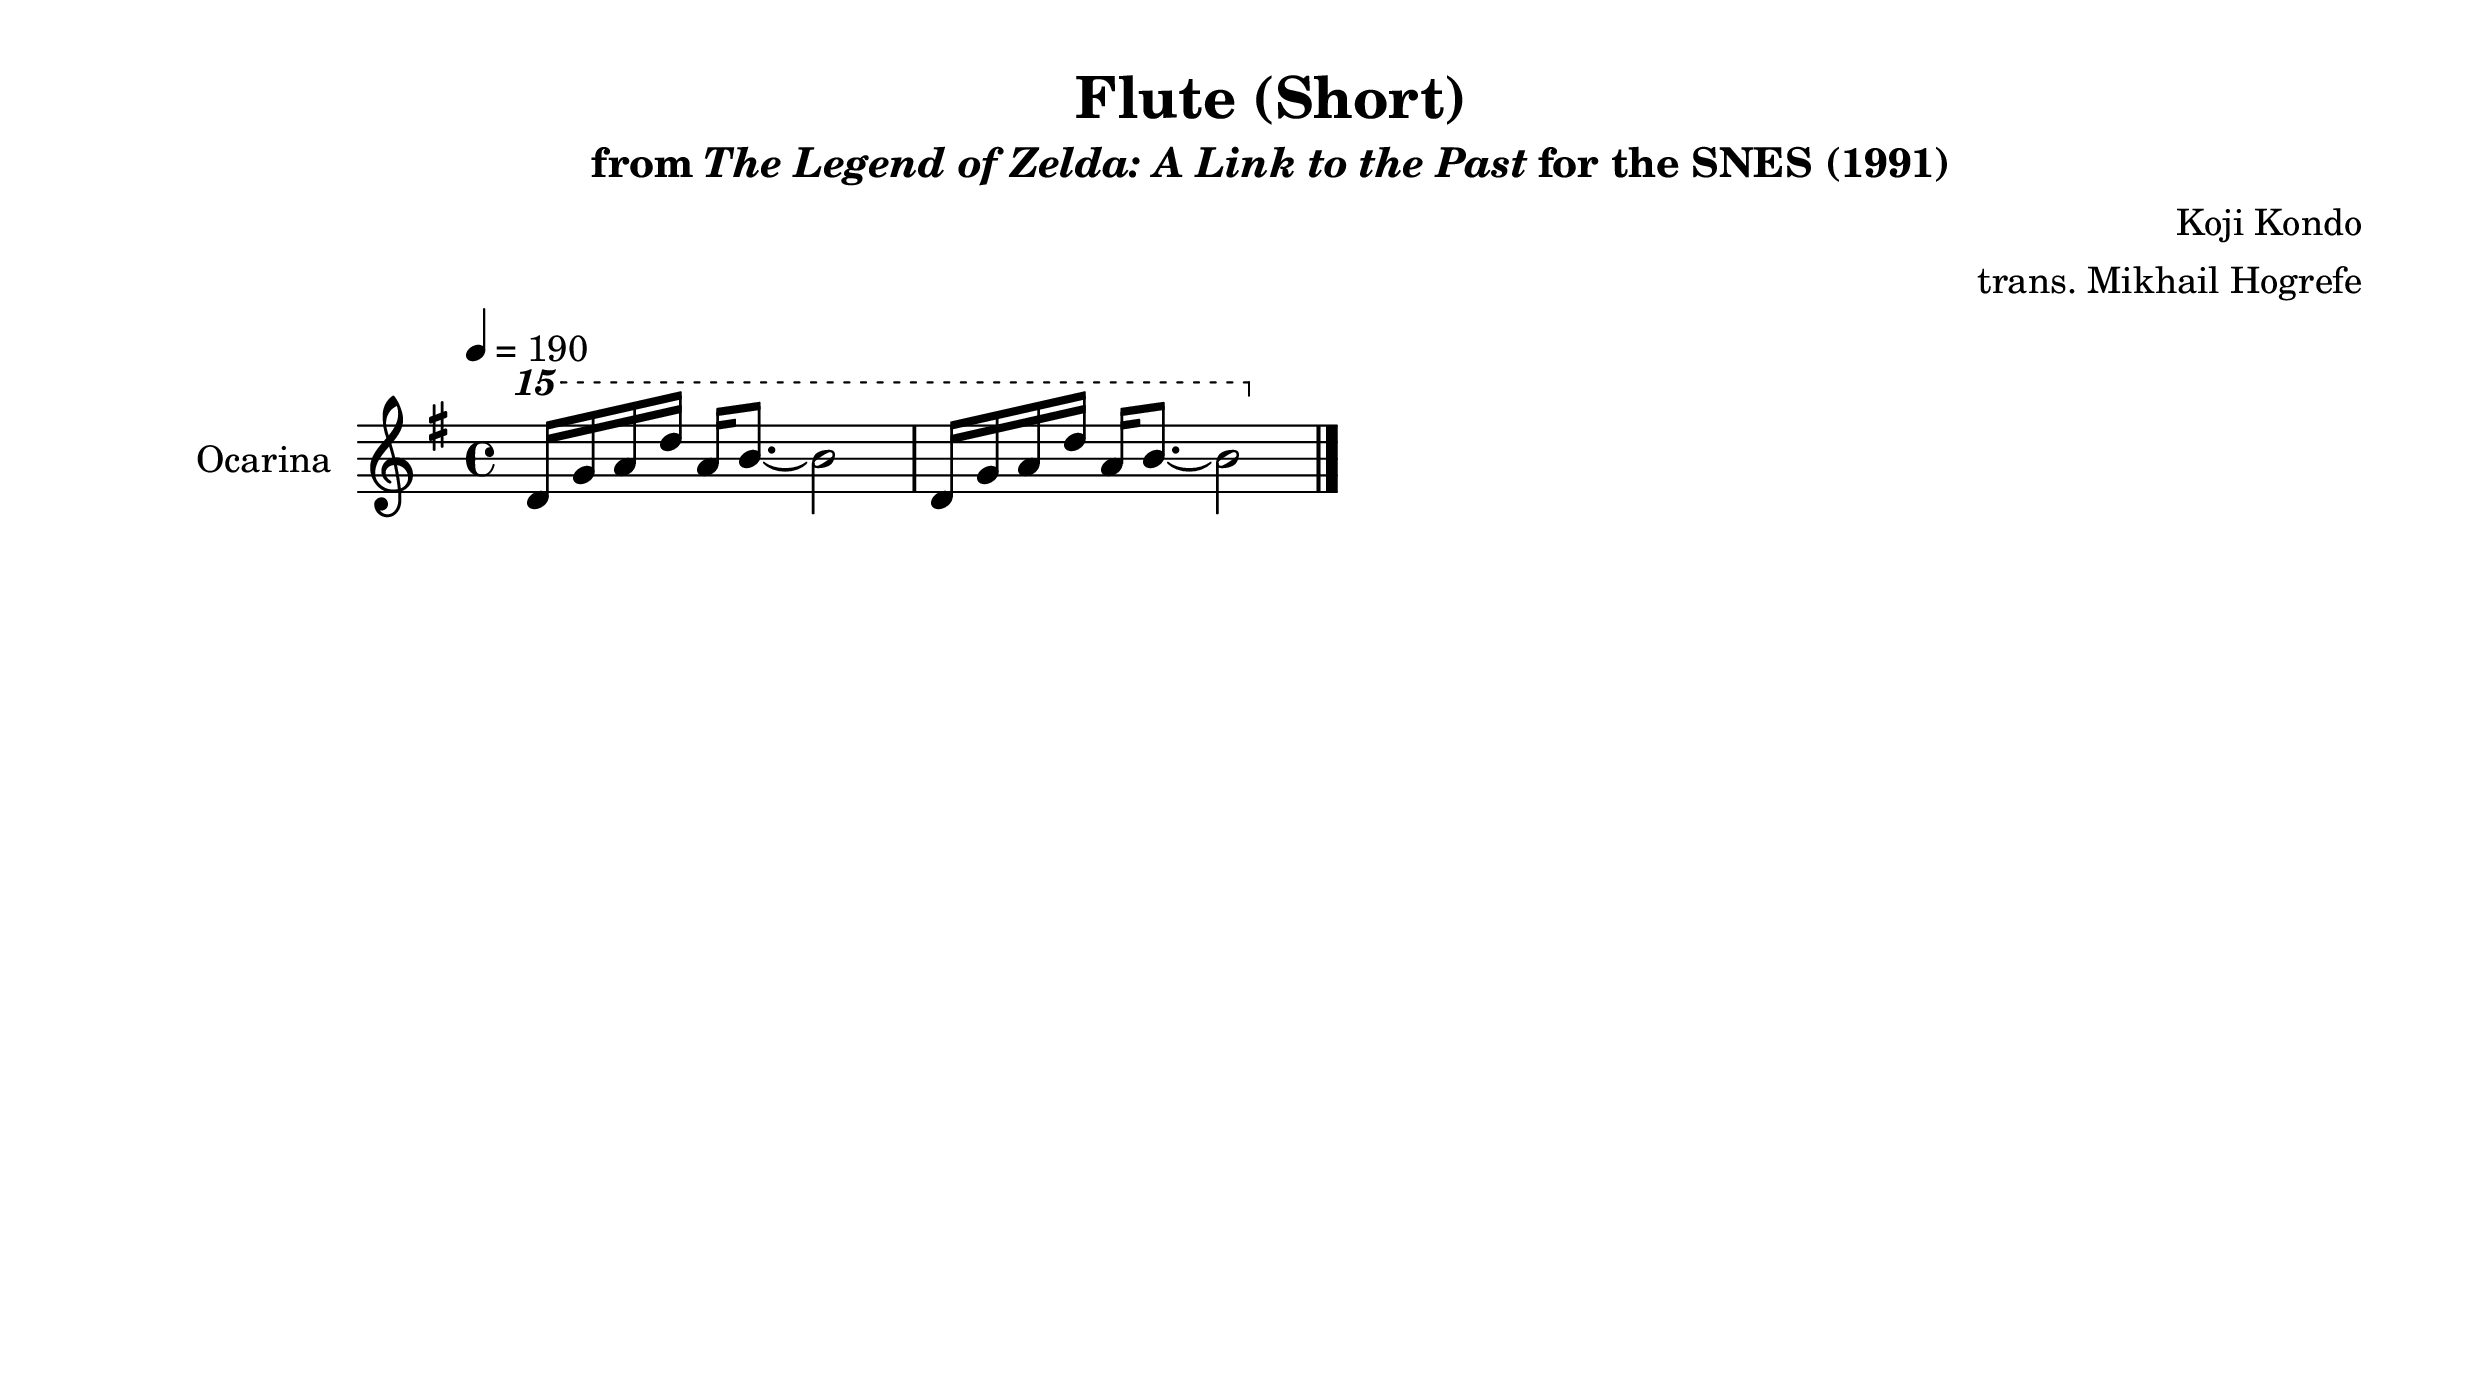 Flute (Short)
from The Legend of Zelda: A Link to the Past for the SNES (1991)
Koji Kondo
trans. Mikhail Hogrefe
= 190
15
Ocarina